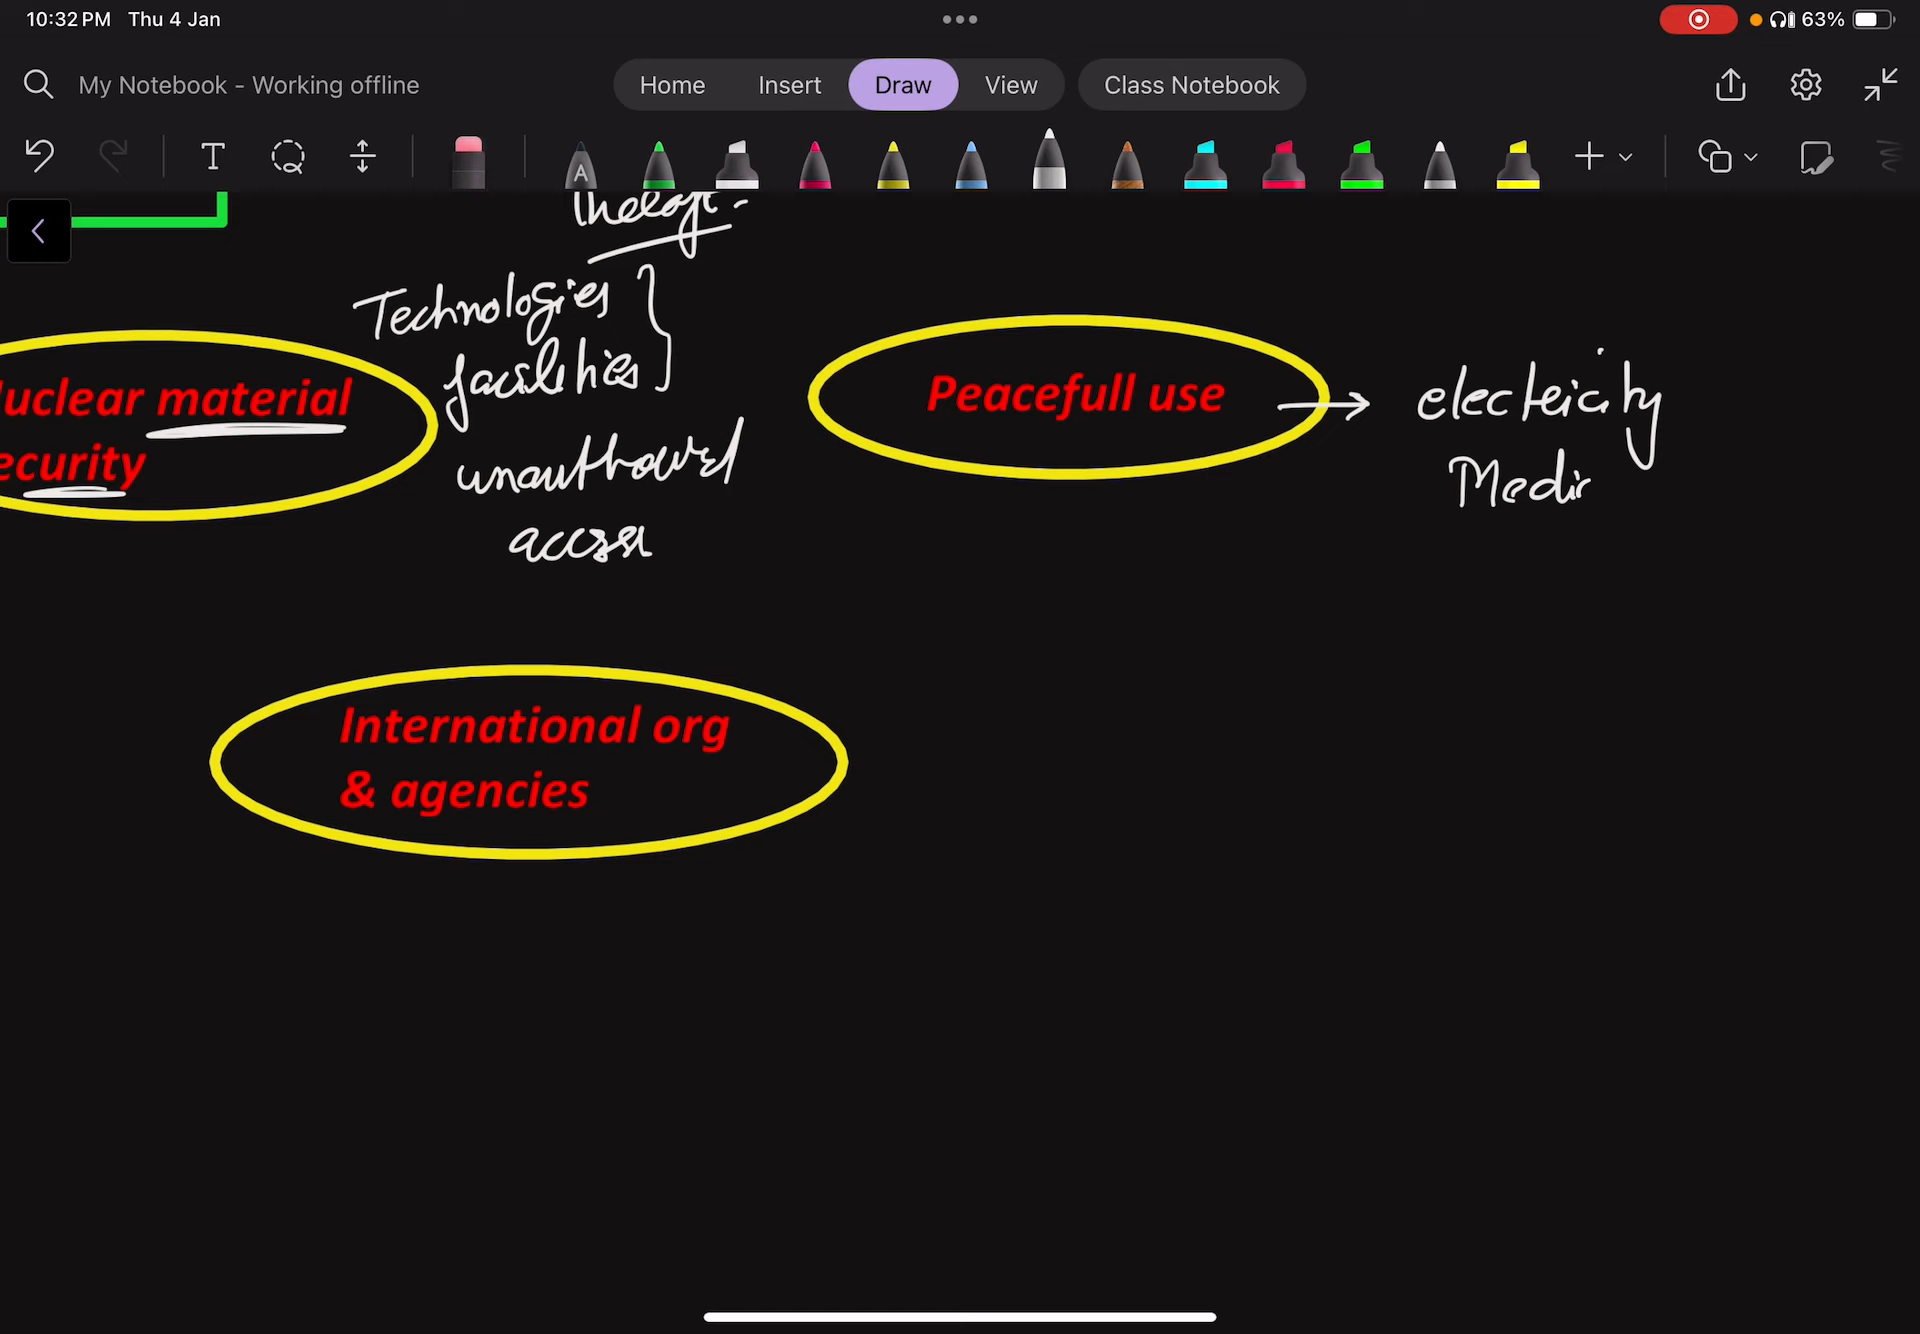 10:32 PM Thu 4 Jan
63%
My Notebook - Working offline
Home Insert Draw View Class Notebook
T
A
Technologies
facilities
uclear material
ecurity
access
Peacefull use
electricity
Medi
International org
& agencies